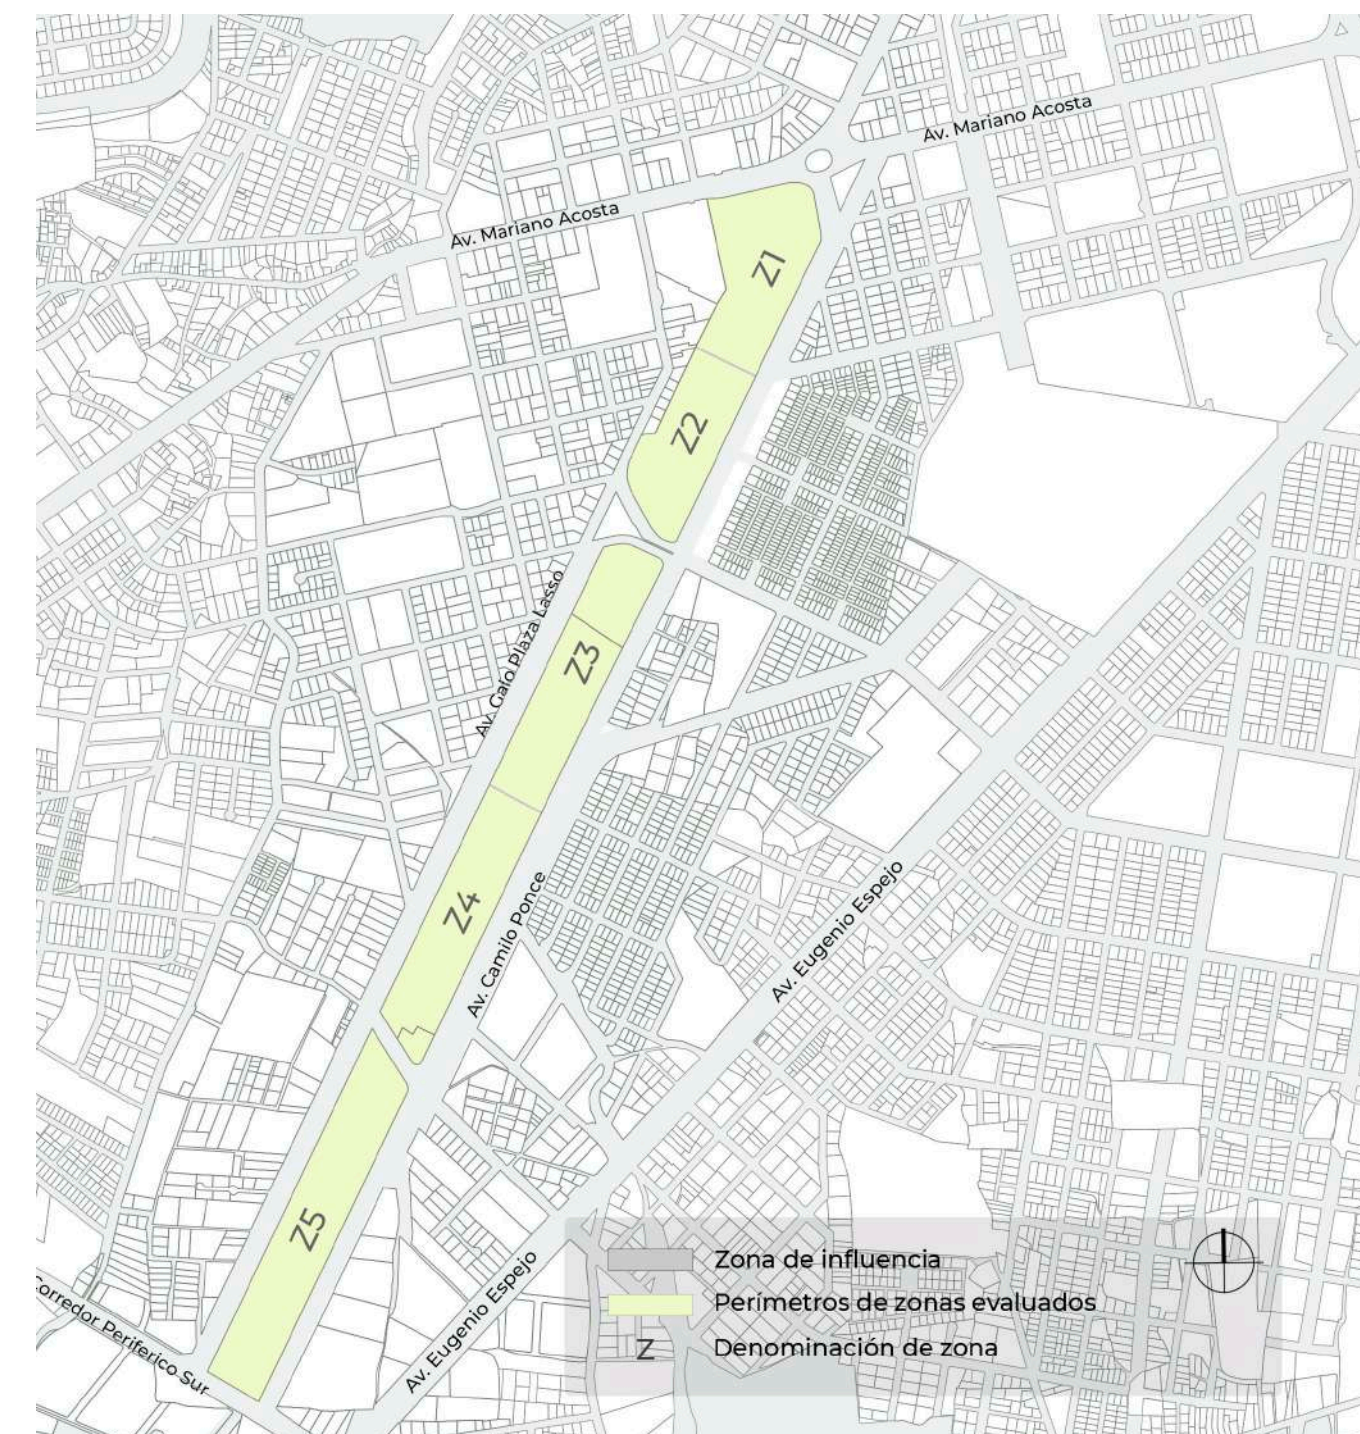 Av. Mariano Acosta
Av. Mariano Acosta
Z1
Z2
Av. Galo Plaza Lasso
Z3
Z4
Av. Camilo Ponce
Av. Eugenio Espejo
Z5
Corredor Periferico Sur
Av. Eugenio Espejo
Zona de influencia
Perímetros de zonas evaluados
Z Denominación de zona